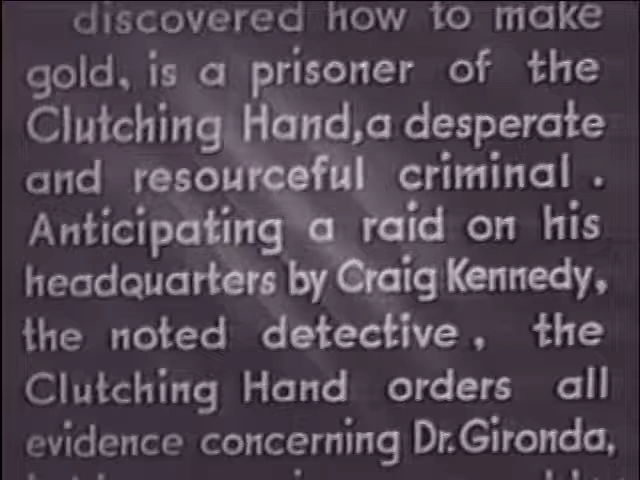 discovered how to make
gold, is a prisoner of the
Clutching Hand, a desperate
and resourceful criminal .
Anticipating a raid on his
headquarters by Craig Kennedy,
the noted detective , the
Clutching Hand orders all
evidence concerning Dr. Gironda,